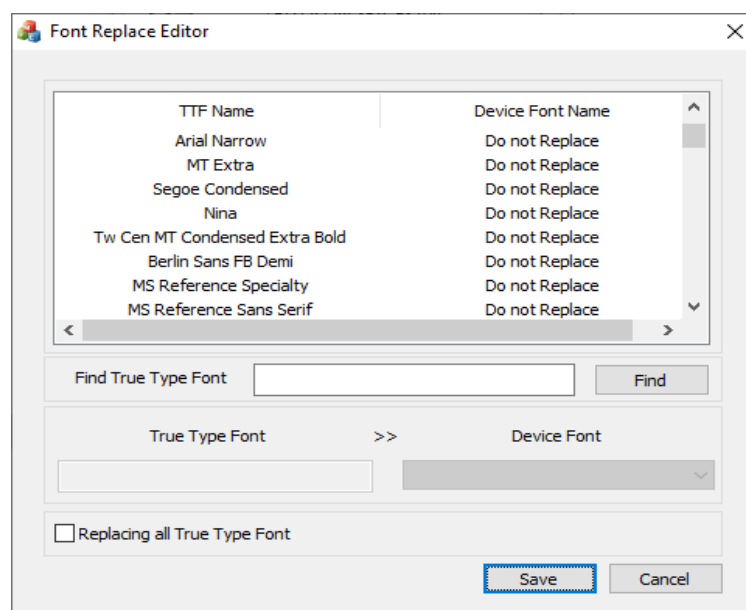 Font Replace Editor
TTF Name Device Font Name
Arial Narrow Do not Replace
MT Extra Do not Replace
Segoe Condensed Do not Replace
Nina Do not Replace
Tw Cen MT Condensed Extra Bold Do not Replace
Berlin Sans FB Demi Do not Replace
MS Reference Specialty Do not Replace
MS Reference Sans Serif Do not Replace
Find True Type Font Find
True Type Font >> Device Font
Replacing all True Type Font
Save Cancel